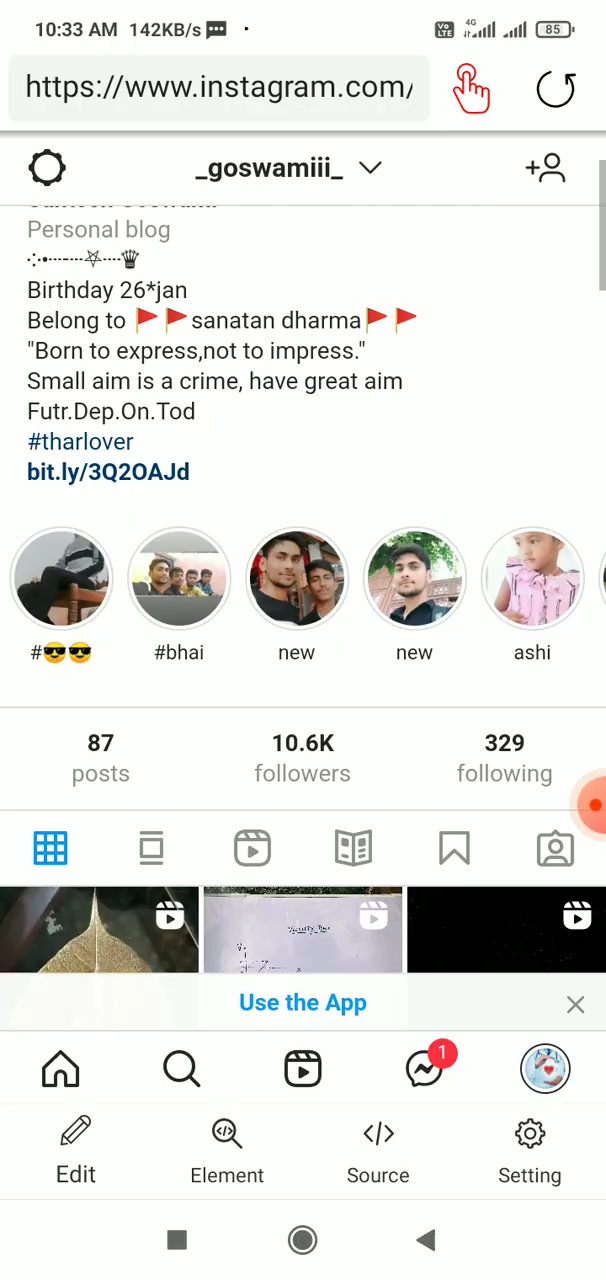 10:33 AM 142KB/s
Vo LTE 4G 85
https://www.instagram.com/
_goswamiii_
Personal blog
Birthday 26*jan
Belong to 🚩🚩sanatan dharma🚩🚩
"Born to express,not to impress."
Small aim is a crime, have great aim
Futr.Dep.On.Tod
#tharlover
bit.ly/3Q2OAJd
#😎😎 #bhai new new ashi
87 10.6K 329
posts followers following
Use the App
1
Edit Element Source Setting